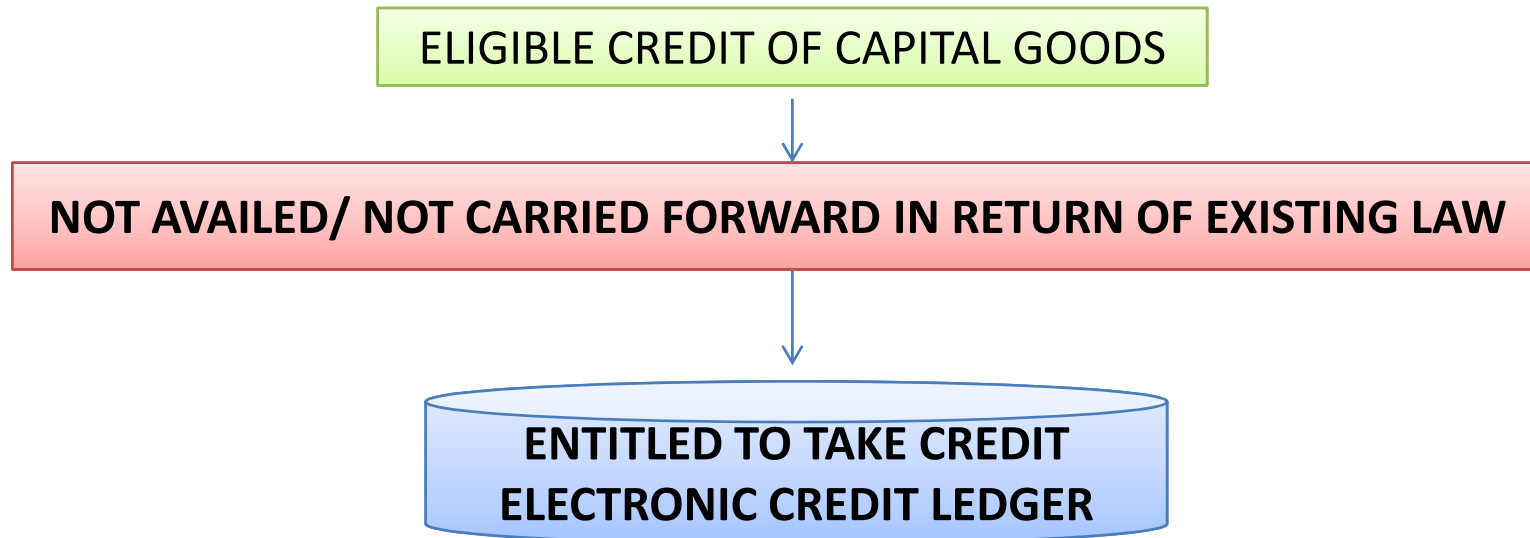 ELIGIBLE CREDIT OF CAPITAL GOODS
NOT AVAILED/ NOT CARRIED FORWARD IN RETURN OF EXISTING LAW
ENTITLED TO TAKE CREDIT
ELECTRONIC CREDIT LEDGER